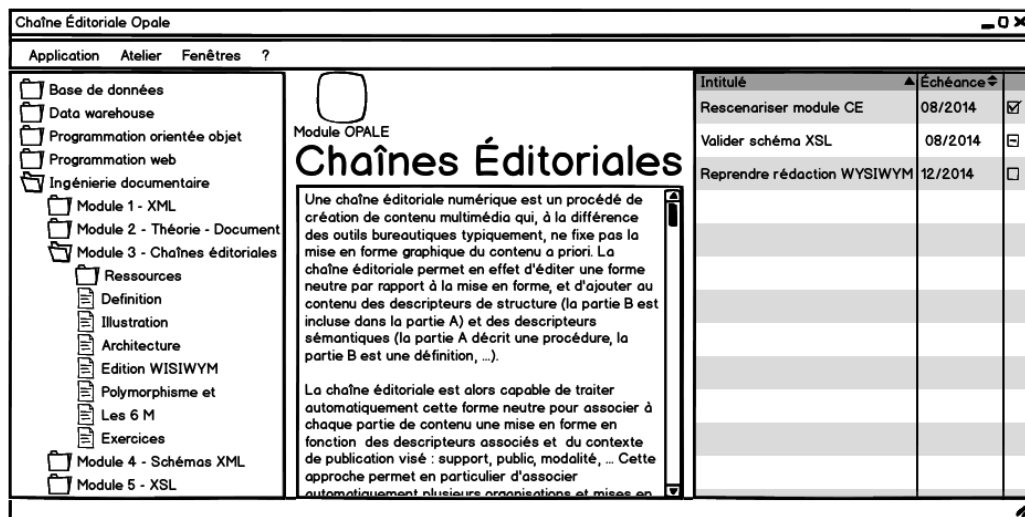 Chaîne Éditoriale Opale
Application Atelier Fenêtres ?
Base de données
Data warehouse
Programmation orientée objet
Programmation web
Ingénierie documentaire
Module 1 - XML
Module 2 - Théorie - Document
Module 3 - Chaînes éditoriales
Ressources
Definition
Illustration
Architecture
Edition WISIWYM
Polymorphisme et
Les 6 M
Exercices
Module 4 - Schémas XML
Module 5 - XSL
Module OPALE
Chaînes Éditoriales
Une chaîne éditoriale numérique est un procédé de
création de contenu multimédia qui, à la différence
des outils bureautiques typiquement, ne fixe pas la
mise en forme graphique du contenu a priori. La
chaîne éditoriale permet en effet d'éditer une forme
neutre par rapport à la mise en forme, et d'ajouter au
contenu des descripteurs de structure (la partie B est
incluse dans la partie A) et des descripteurs
sémantiques (la partie A décrit une procédure, la
partie B est une définition, ...).
La chaîne éditoriale est alors capable de traiter
automatiquement cette forme neutre pour associer à
chaque partie de contenu une mise en forme en
fonction des descripteurs associés et du contexte
de publication visé : support, public, modalité, ... Cette
approche permet en particulier d'associer
automatiquement plusieurs organisations et mises en
Intitulé Échéance
Rescenariser module CE 08/2014
Valider schéma XSL 08/2014
Reprendre rédaction WYSIWYM 12/2014